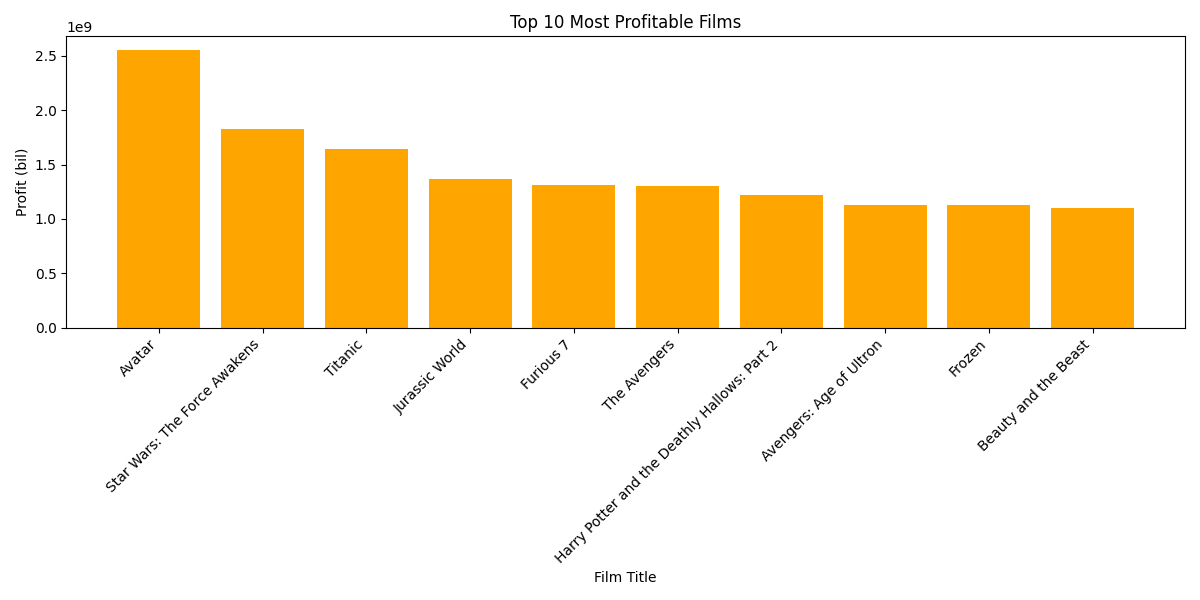 Top 10 Most Profitable Films
1e9
Profit (bil)
2.5
2.0
1.5
1.0
0.5
0.0
Avatar
Star Wars: The Force Awakens
Titanic
Jurassic World
Furious 7
The Avengers
Harry Potter and the Deathly Hallows: Part 2
Avengers: Age of Ultron
Frozen
Beauty and the Beast
Film Title